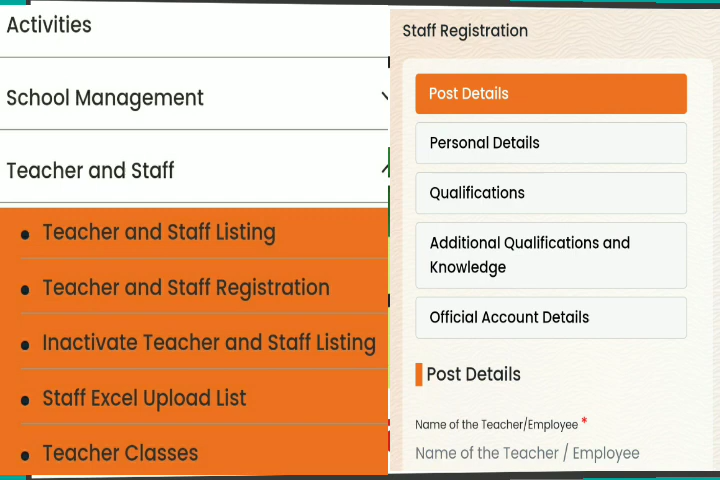 Activities
School Management
Teacher and Staff
Teacher and Staff Listing
Teacher and Staff Registration
Inactivate Teacher and Staff Listing
Staff Excel Upload List
Teacher Classes
Staff Registration
Post Details
Personal Details
Qualifications
Additional Qualifications and
Knowledge
Official Account Details
Post Details
Name of the Teacher/Employee *
Name of the Teacher / Employee